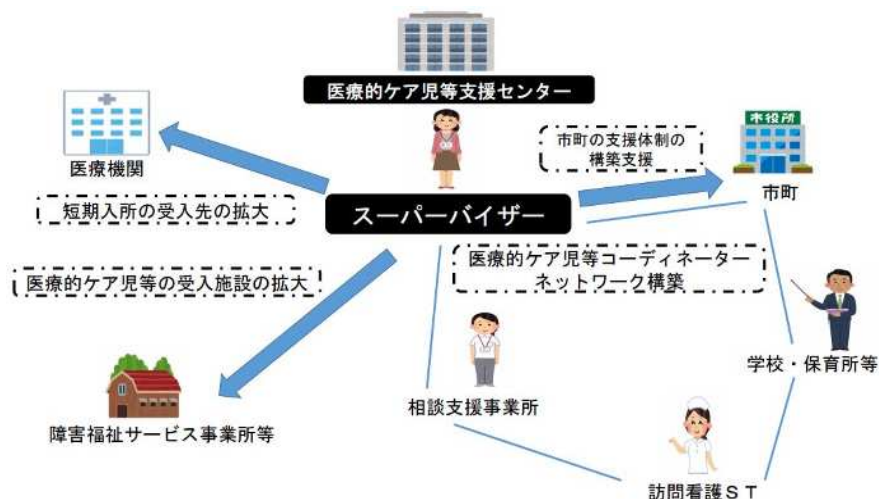 医療的ケア児等支援センター
市役所
医療機関
市町の支援体制の
構築支援
市町
短期入所の受入先の拡大
スーパーバイザー
医療的ケア児等の受入施設の拡大
医療的ケア児等コーディネーター
ネットワーク構築
学校・保育所等
相談支援事業所
障害福祉サービス事業所等
訪問看護ＳＴ